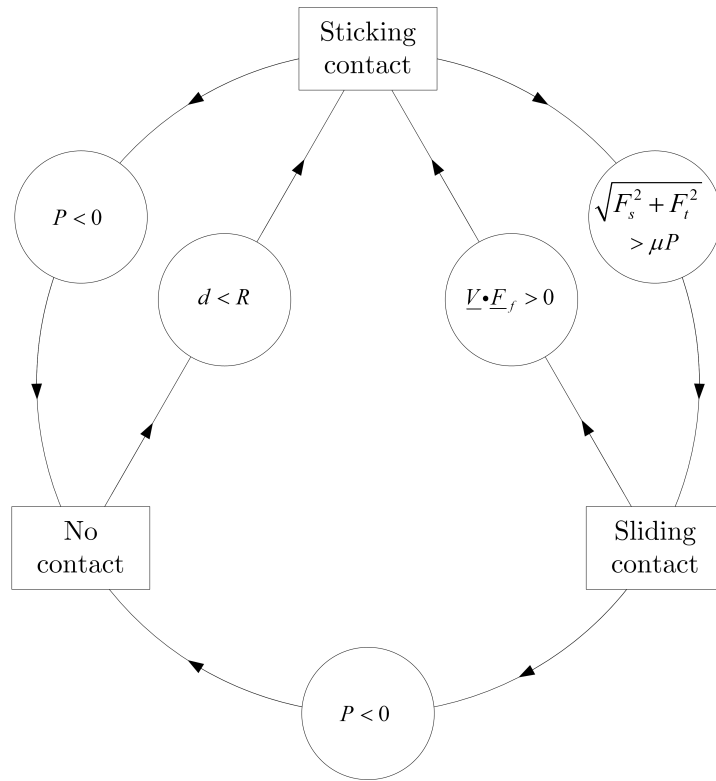 Sticking
contact
P < 0
√(F_s^2 + F_t^2)
> μP
d < R
V•F_f > 0
No
contact
Sliding
contact
P < 0